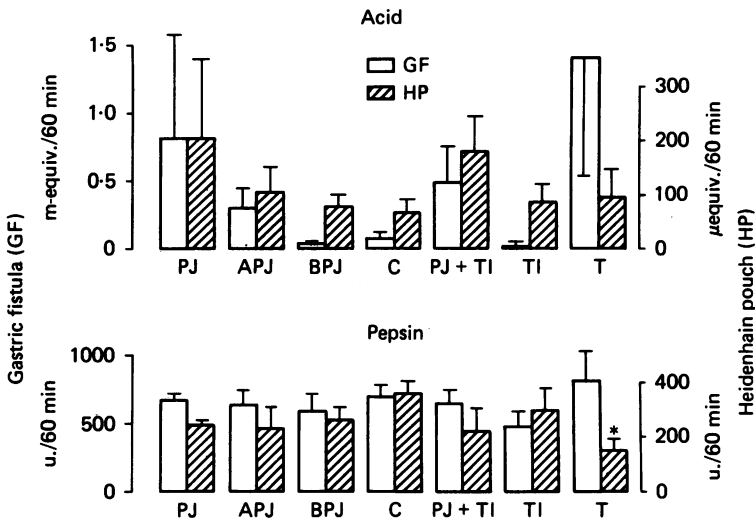 Acid
1·5
1·0
0·5
0
m-equiv./60 min
GF
HP
300
200
100
0
μequiv./60 min
PJ APJ BPJ C PJ + TI TI T
Gastric fistula (GF)
Heidenhain pouch (HP)
Pepsin
1000
500
0
u./60 min
400
200
0
u./60 min
*
PJ APJ BPJ C PJ + TI TI T